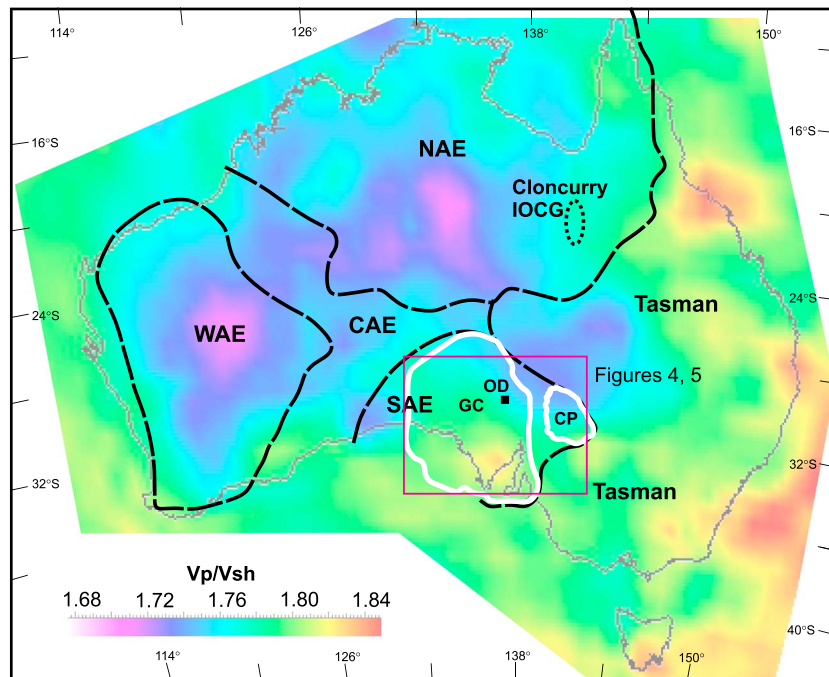 114°
126°
138°
150°
16°S
16°S
NAE
Cloncurry
IOCG
24°S
24°S
Tasman
WAE
CAE
Figures 4, 5
OD
SAE
GC
CP
32°S
32°S
Tasman
Vp/Vsh
1.68 1.72 1.76 1.80 1.84
40°S
114°
126°
138°
150°